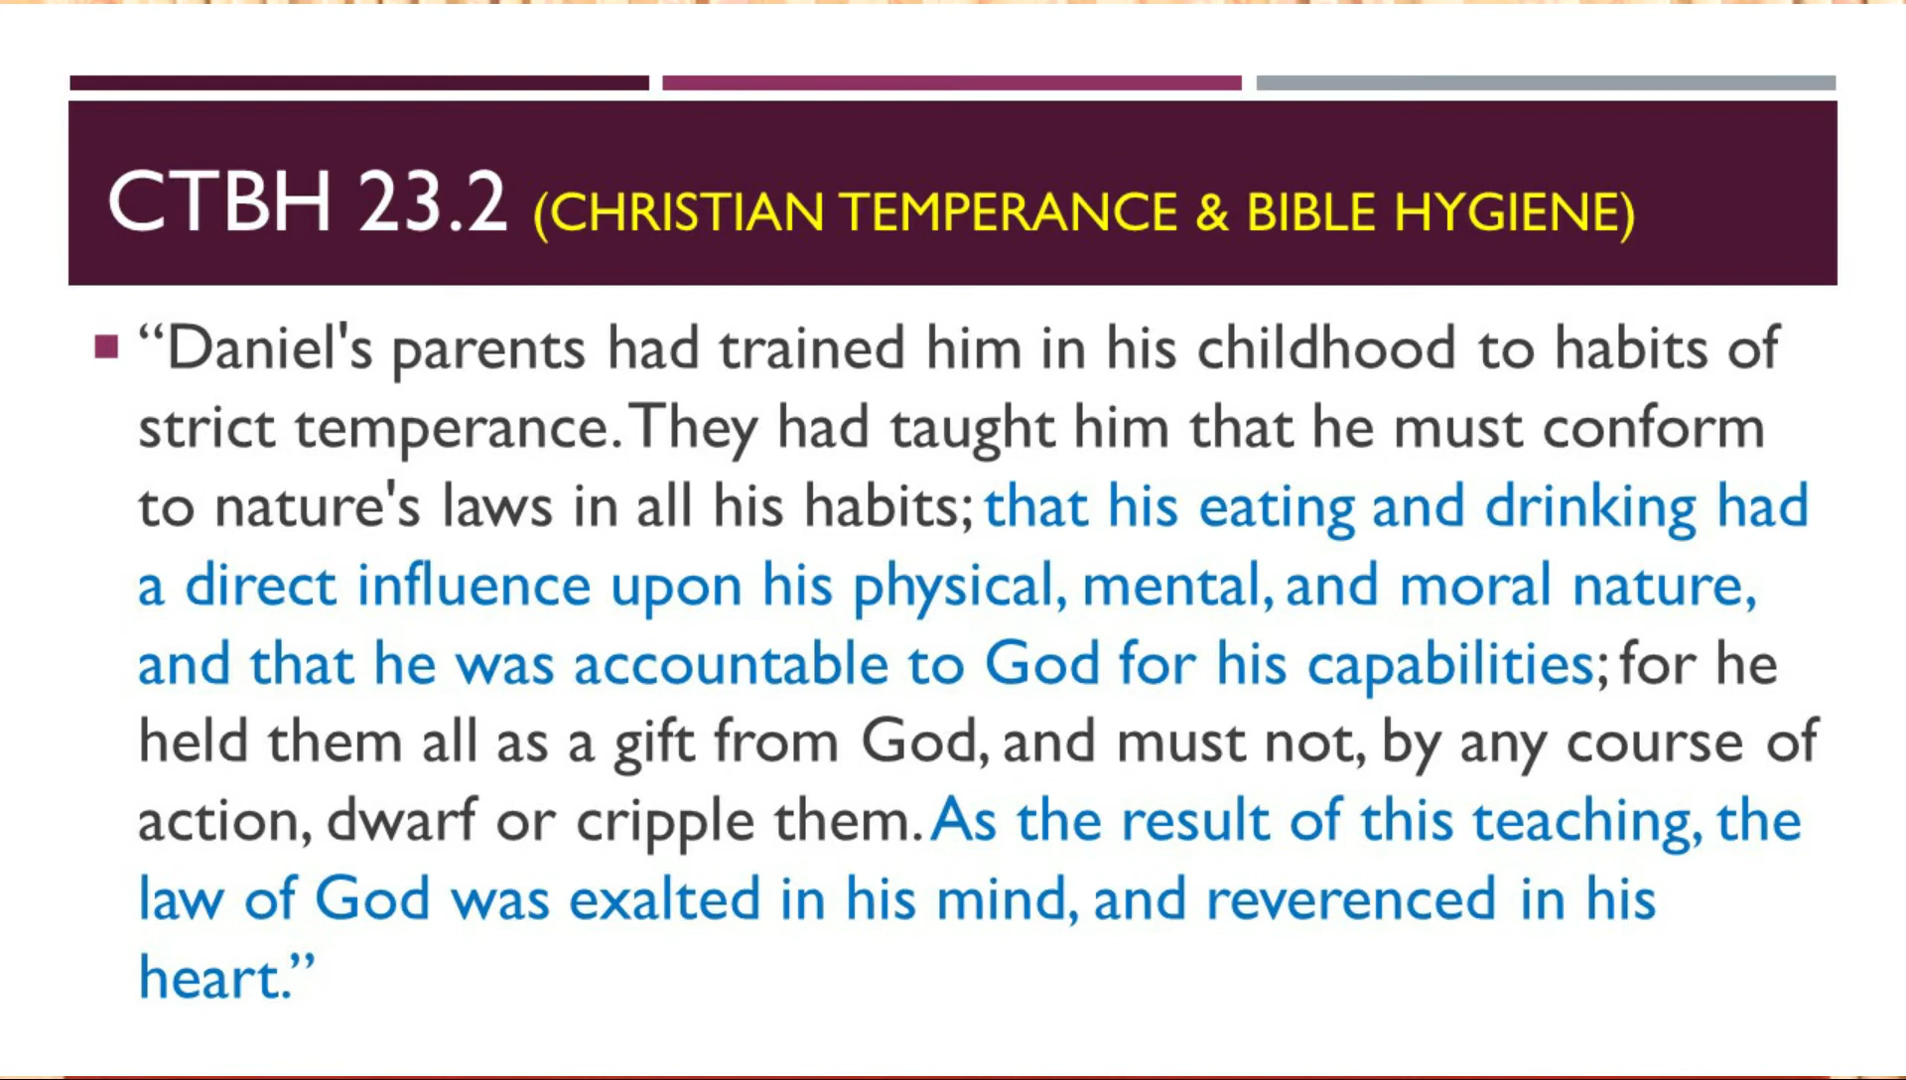 CTBH 23.2 (CHRISTIAN TEMPERANCE & BIBLE HYGIENE)
“Daniel's parents had trained him in his childhood to habits of
strict temperance. They had taught him that he must conform
to nature's laws in all his habits; that his eating and drinking had
a direct influence upon his physical, mental, and moral nature,
and that he was accountable to God for his capabilities; for he
held them all as a gift from God, and must not, by any course of
action, dwarf or cripple them. As the result of this teaching, the
law of God was exalted in his mind, and reverenced in his
heart.”